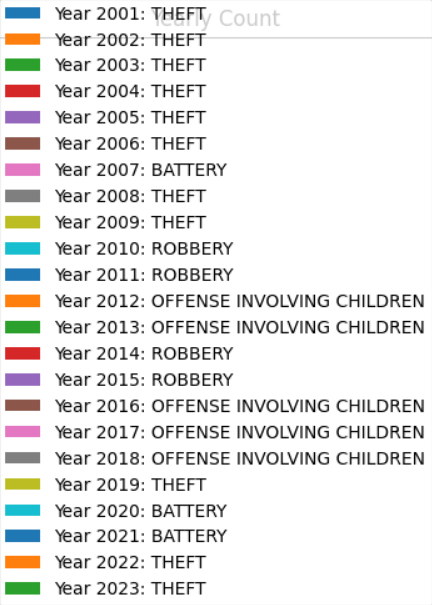 Yearly Count
Year 2001: THEFT
Year 2002: THEFT
Year 2003: THEFT
Year 2004: THEFT
Year 2005: THEFT
Year 2006: THEFT
Year 2007: BATTERY
Year 2008: THEFT
Year 2009: THEFT
Year 2010: ROBBERY
Year 2011: ROBBERY
Year 2012: OFFENSE INVOLVING CHILDREN
Year 2013: OFFENSE INVOLVING CHILDREN
Year 2014: ROBBERY
Year 2015: ROBBERY
Year 2016: OFFENSE INVOLVING CHILDREN
Year 2017: OFFENSE INVOLVING CHILDREN
Year 2018: OFFENSE INVOLVING CHILDREN
Year 2019: THEFT
Year 2020: BATTERY
Year 2021: BATTERY
Year 2022: THEFT
Year 2023: THEFT